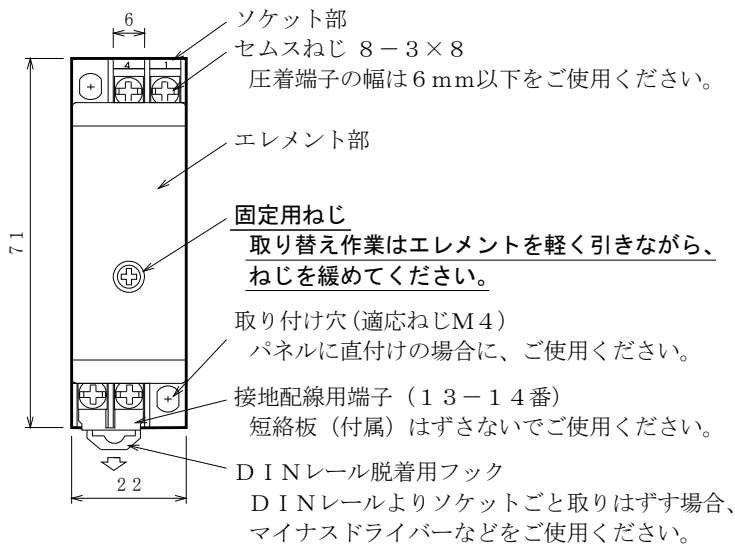 6
ソケット部
セムスねじ ８－３×８
圧着端子の幅は６ｍｍ以下をご使用ください。
4 1
エレメント部
71
固定用ねじ
取り替え作業はエレメントを軽く引きながら、
ねじを緩めてください。
取り付け穴(適応ねじＭ４)
パネルに直付けの場合に、ご使用ください。
接地配線用端子（１３－１４番）
短絡板（付属）はずさないでご使用ください。
ＤＩＮレール脱着用フック
22
ＤＩＮレールよりソケットごと取りはずす場合、
マイナスドライバーなどをご使用ください。